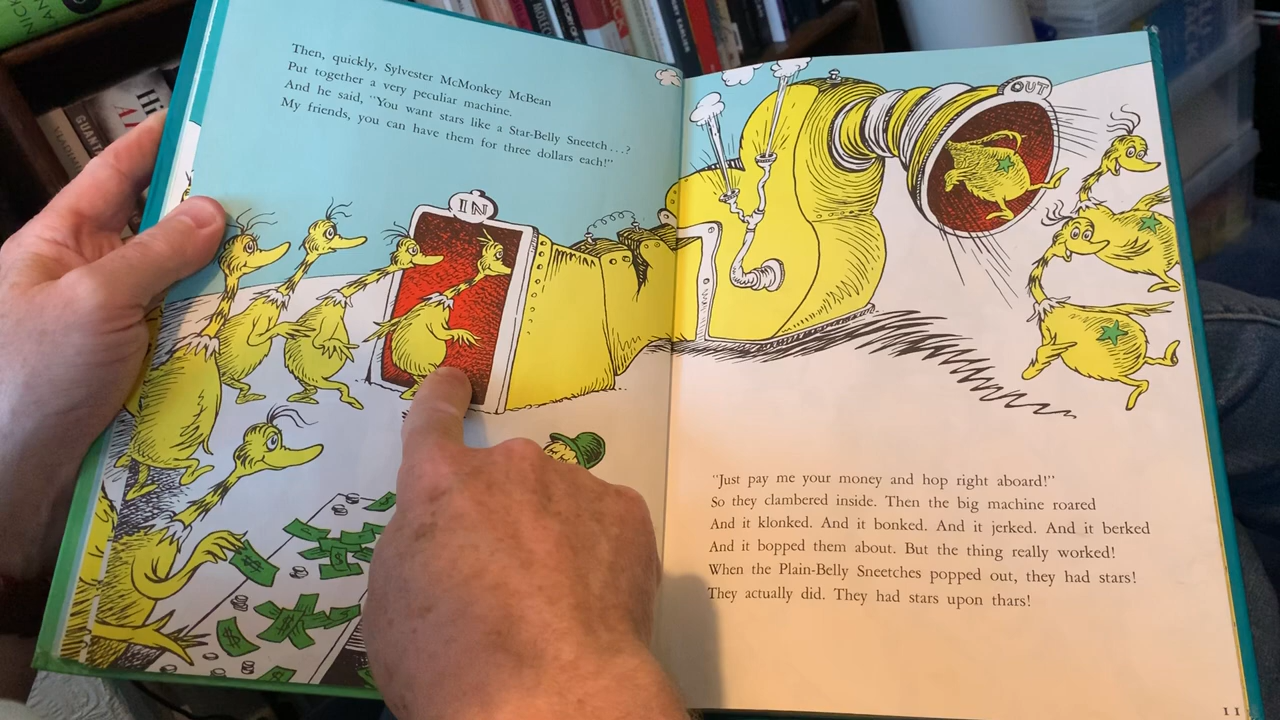 Then, quickly, Sylvester McMonkey McBean
Put together a very peculiar machine.
And he said, "You want stars like a Star-Belly Sneetch . . . ?
My friends, you can have them for three dollars each!"
IN
OUT
"Just pay me your money and hop right aboard!"
So they clambered inside. Then the big machine roared
And it klonked. And it bonked. And it jerked. And it berked
And it bopped them about. But the thing really worked!
When the Plain-Belly Sneetches popped out, they had stars!
They actually did. They had stars upon thars!
11